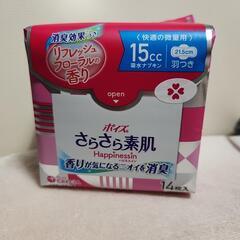 消臭効果
リフレッシュ
フローラルの
香り
open
快適の微量用
15cc
吸水ナプキン
21.5cm
羽つき
ポイズ
さらさら素肌
Happinessin
香りが気になるニオイを消臭
14枚入